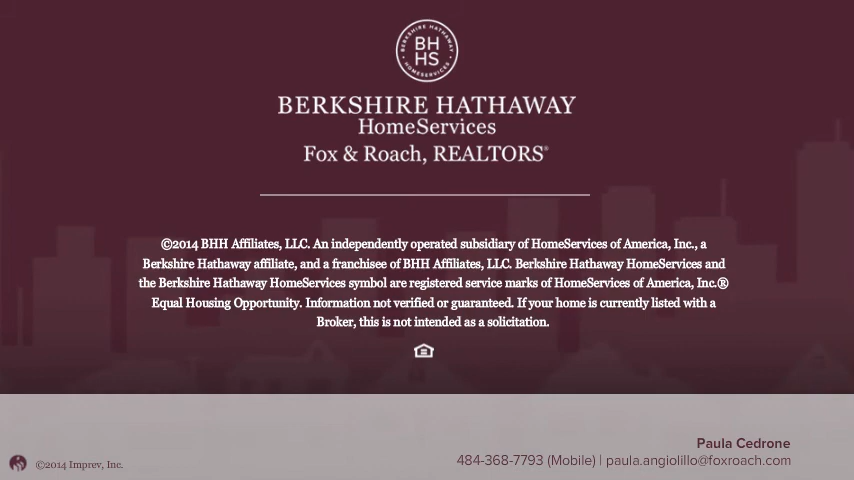 BERKSHIRE HATHAWAY
BH
HS
HOMESERVICES
BERKSHIRE HATHAWAY
HomeServices
Fox & Roach, REALTORS®
©2014 BHH Affiliates, LLC. An independently operated subsidiary of HomeServices of America, Inc., a
Berkshire Hathaway affiliate, and a franchisee of BHH Affiliates, LLC. Berkshire Hathaway HomeServices and
the Berkshire Hathaway HomeServices symbol are registered service marks of HomeServices of America, Inc.®
Equal Housing Opportunity. Information not verified or guaranteed. If your home is currently listed with a
Broker, this is not intended as a solicitation.
Paula Cedrone
484-368-7793 (Mobile) | paula.angiolillo@foxroach.com
©2014 Imprev, Inc.